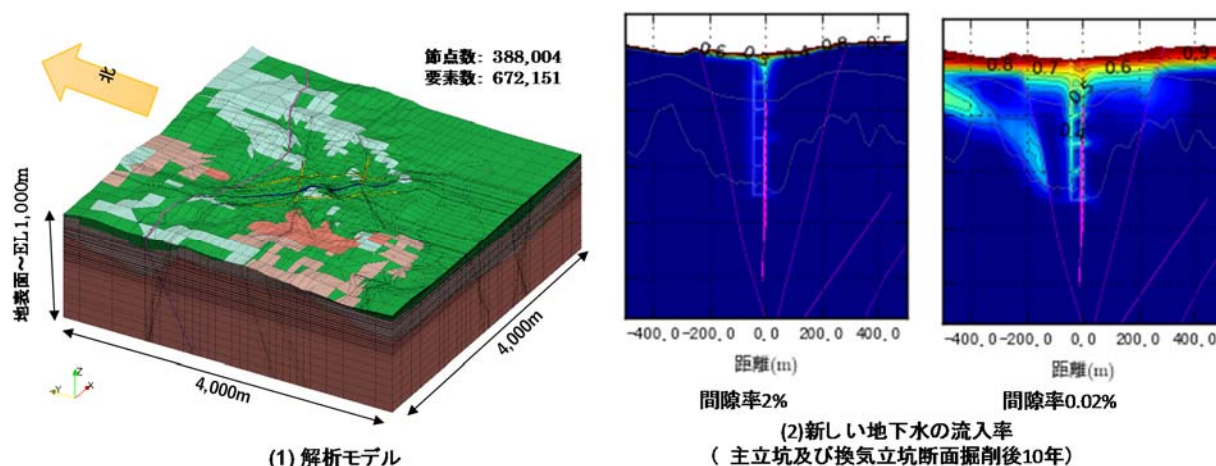 北
節点数: 388,004
要素数: 672,151
地表面~EL1,000m
4,000m
4,000m
Z
Y
X
(1) 解析モデル
0.6 0.4 0.8 0.5
-400.0 -200.0 0.0 200.0 400.0
距離(m)
間隙率2%
0.8 0.7 0.6 0.9
0.5
0.4
-400.0 -200.0 0.0 200.0 400.0
距離(m)
間隙率0.02%
(2)新しい地下水の流入率
( 主立坑及び換気立坑断面掘削後10年)